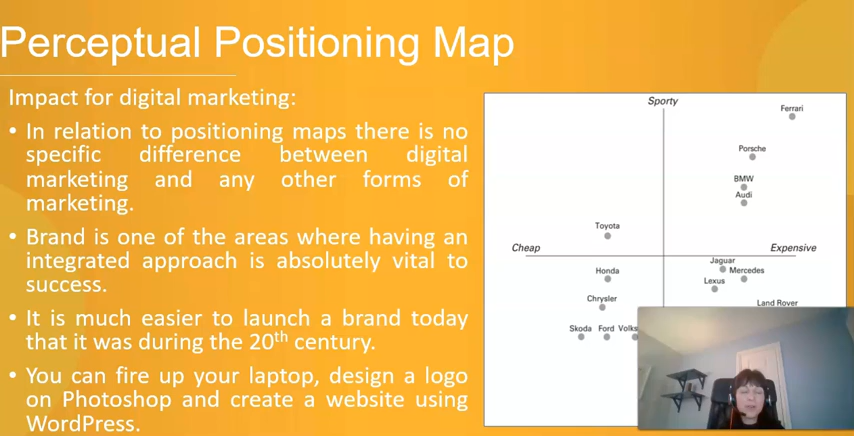 Perceptual Positioning Map
Impact for digital marketing:
• In relation to positioning maps there is no
specific difference between digital
marketing and any other forms of
marketing.
• Brand is one of the areas where having an
integrated approach is absolutely vital to
success.
• It is much easier to launch a brand today
that it was during the 20th century.
• You can fire up your laptop, design a logo
on Photoshop and create a website using
WordPress.
Sporty
Ferrari
Porsche
BMW
Audi
Toyota
Cheap
Expensive
Jaguar
Honda
Mercedes
Lexus
Chrysler
Land Rover
Skoda Ford Volks